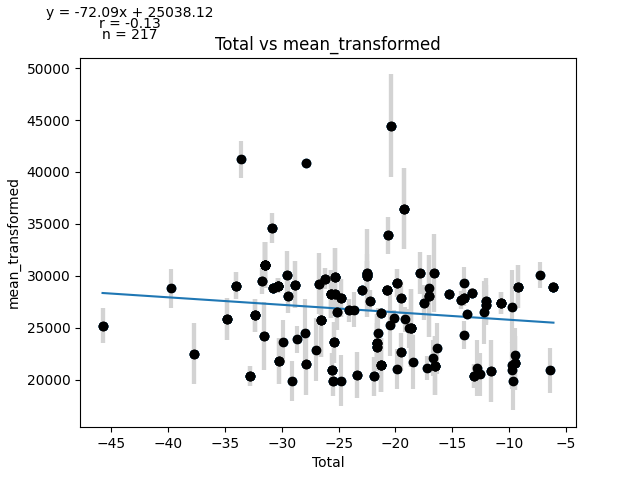 y = -72.09x + 25038.12
r = -0.13
n = 217
Total vs mean_transformed
50000
45000
40000
35000
30000
25000
20000
mean_transformed
−45 −40 −35 −30 −25 −20 −15 −10 −5
Total